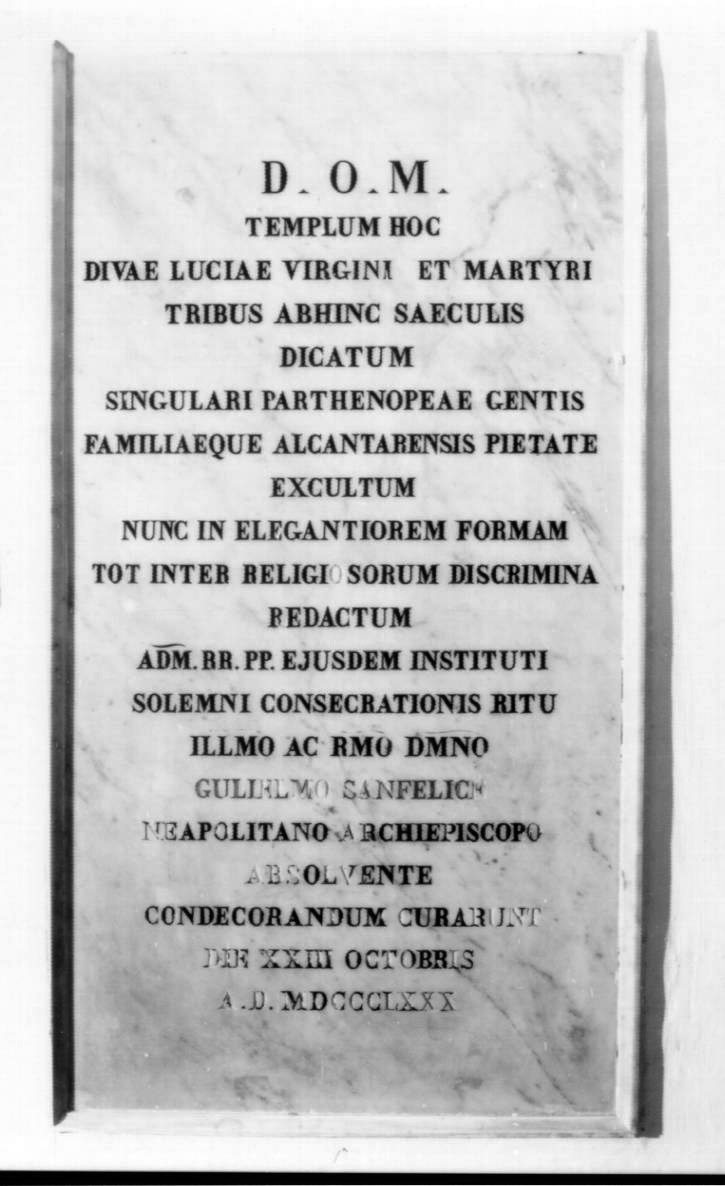 D. O. M.
TEMPLUM HOC
DIVAE LUCIAE VIRGINI ET MARTYRI
TRIBUS ABHINC SAECULIS
DICATUM
SINGULARI PARTHENOPEAE GENTIS
FAMILIAEQUE ALCANTARENSIS PIETATE
EXCULTUM
NUNC IN ELEGANTIOREM FORMAM
TOT INTER RELIGIOSORUM DISCRIMINA
REDACTUM
ADM. RR. PP. EJUSDEM INSTITUTI
SOLEMNI CONSECRATIONIS RITU
ILLMO AC RMO DMNO
GULIELMO SANFELICE
NEAPOLITANO ARCHIEPISCOPO
ABSOLVENTE
CONDECORANDUM CURARUNT
DIE XXIII OCTOBRIS
A. D. MDCCCLXXX